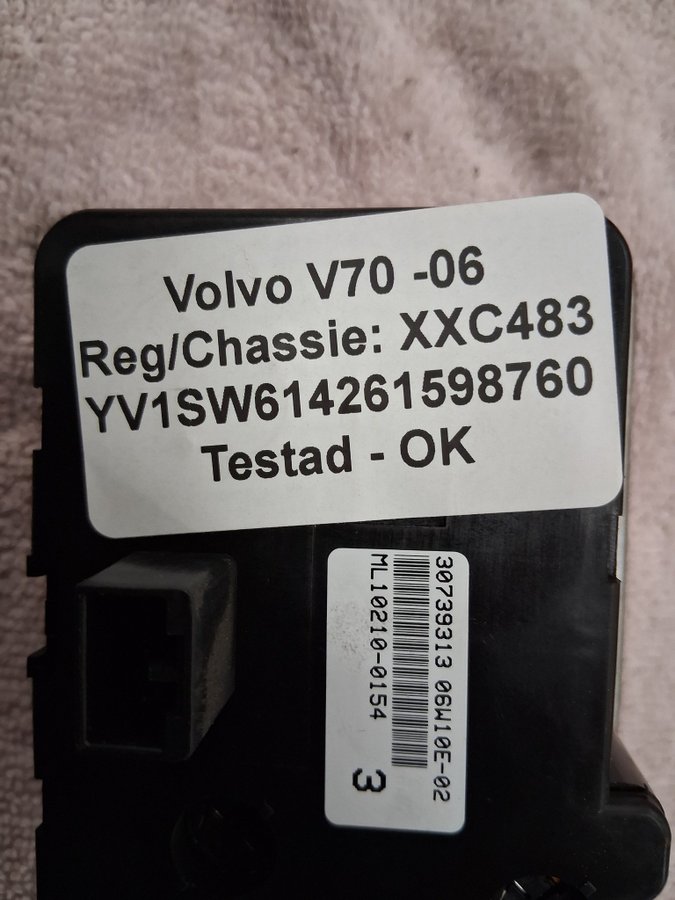 Volvo V70 -06
Reg/Chassie: XXC483
YV1SW614261598760
Testad - OK
30739313 06W10E-02
ML10210-0154
3